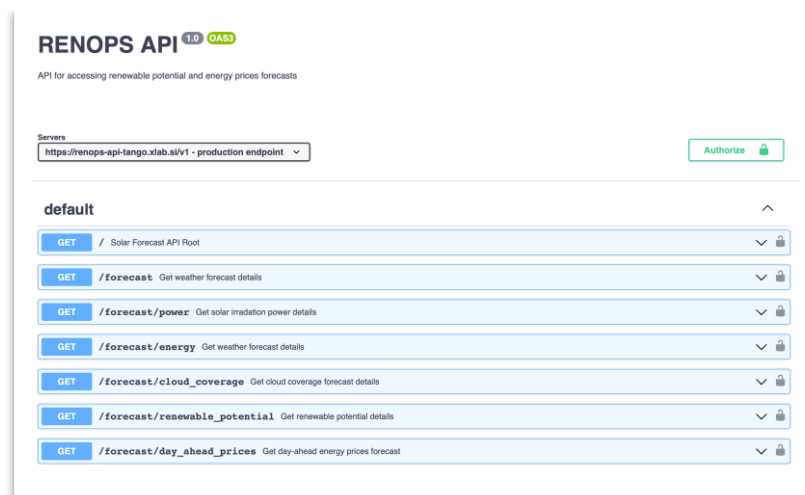 RENOPS API 1.0 OAS3
API for accessing renewable potential and energy prices forecasts
Servers
https://renops-api-tango.xlab.si/v1 - production endpoint
Authorize
default
GET / Solar Forecast API Root
GET /forecast Get weather forecast details
GET /forecast/power Get solar irradation power details
GET /forecast/energy Get weather forecast details
GET /forecast/cloud_coverage Get cloud coverage forecast details
GET /forecast/renewable_potential Get renewable potential details
GET /forecast/day_ahead_prices Get day-ahead energy prices forecast